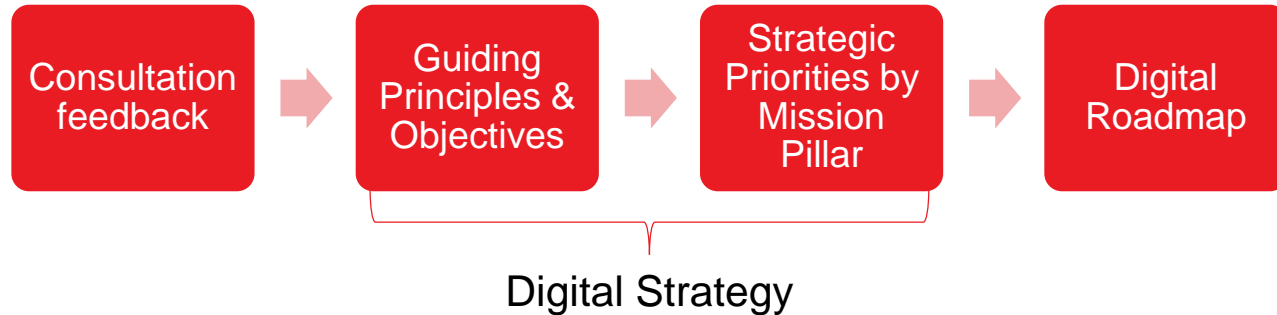 Consultation
feedback
Guiding
Principles &
Objectives
Strategic
Priorities by
Mission
Pillar
Digital
Roadmap
Digital Strategy